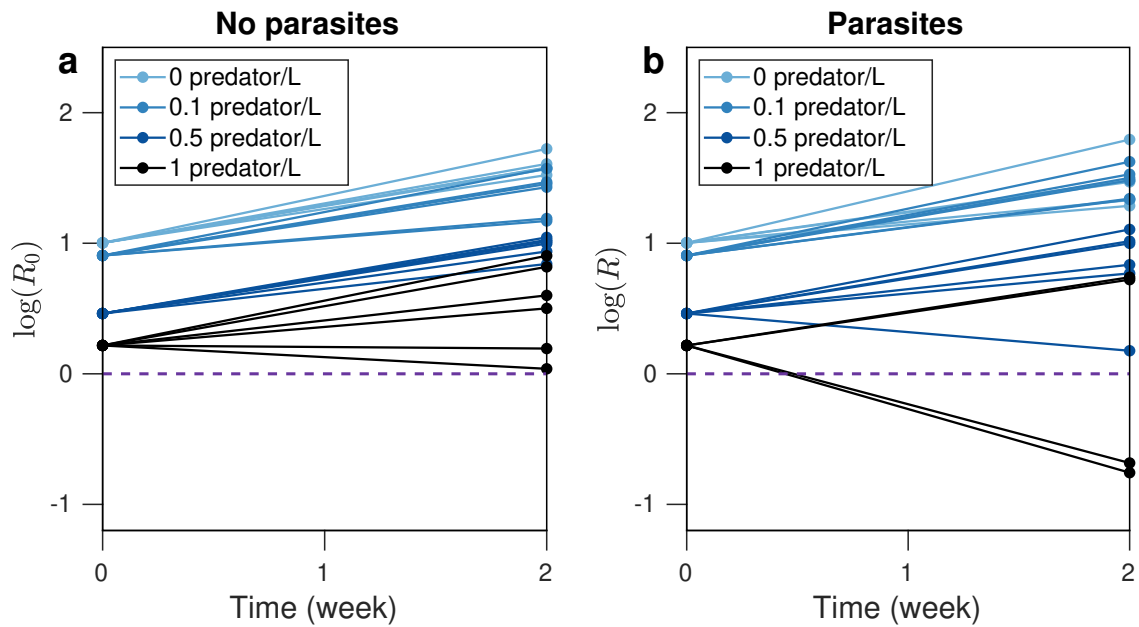 No parasites
a
0 predator/L
0.1 predator/L
0.5 predator/L
1 predator/L
2
1
0
-1
log(R₀)
0 1 2
Time (week)
Parasites
b
0 predator/L
0.1 predator/L
0.5 predator/L
1 predator/L
2
1
0
-1
log(R)
0 1 2
Time (week)